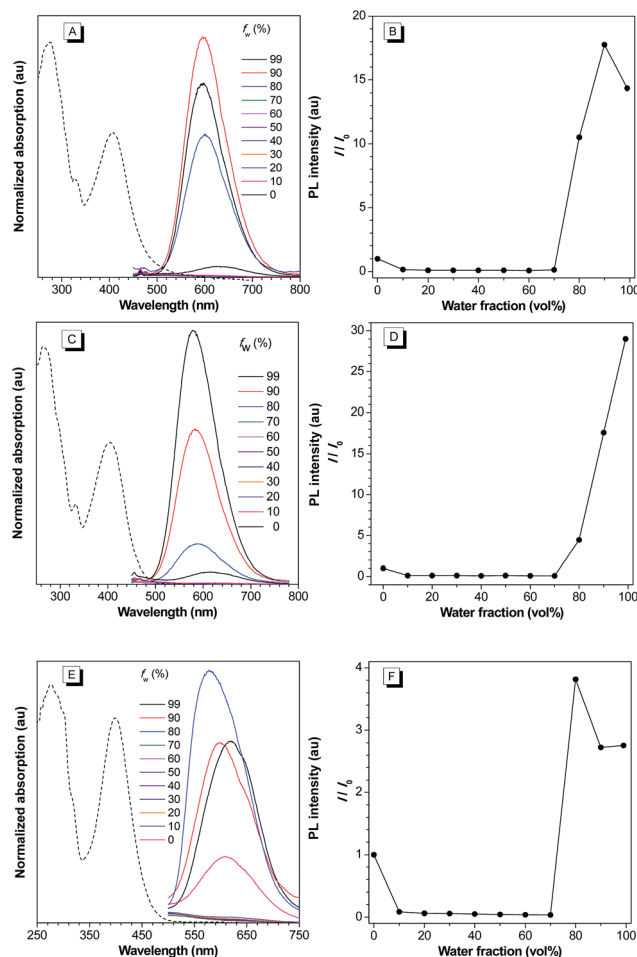 A
f_w (%)
99
90
80
70
60
50
40
30
20
10
0
Normalized absorption (au)
PL intensity (au)
300 400 500 600 700 800
Wavelength (nm)
B
20
15
10
5
0
I / I_0
0 20 40 60 80 100
Water fraction (vol%)
C
f_W (%)
99
90
80
70
60
50
40
30
20
10
0
Normalized absorption (au)
PL intensity (au)
300 400 500 600 700 800
Wavelength (nm)
D
30
25
20
15
10
5
0
I / I_0
0 20 40 60 80 100
Water fraction (vol%)
E
f_w (%)
99
90
80
70
60
50
40
30
20
10
0
Normalized absorption (au)
PL intensity (au)
250 350 450 550 650 750
Wavelength (nm)
F
4
3
2
1
0
I / I_0
0 20 40 60 80 100
Water fraction (vol%)